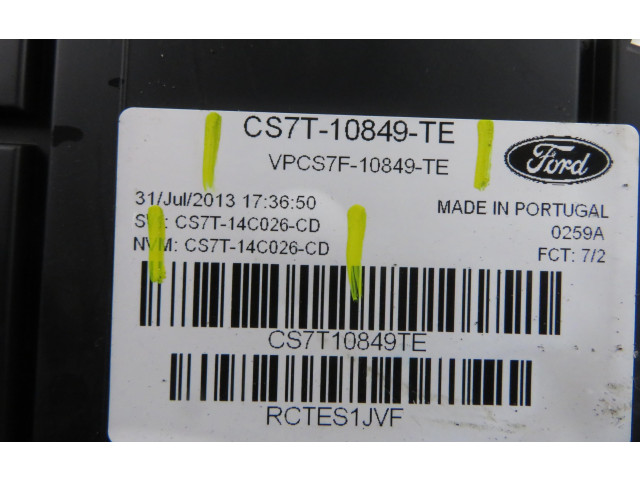 CS7T-10849-TE
VPCS7F-10849-TE
Ford
31/Jul/2013 17:36:50
MADE IN PORTUGAL
CS7T-14C026-CD
0259A
NVM: CS7T-14C026-CD
FCT: 7/2
CS7T10849TE
RCTES1JVF